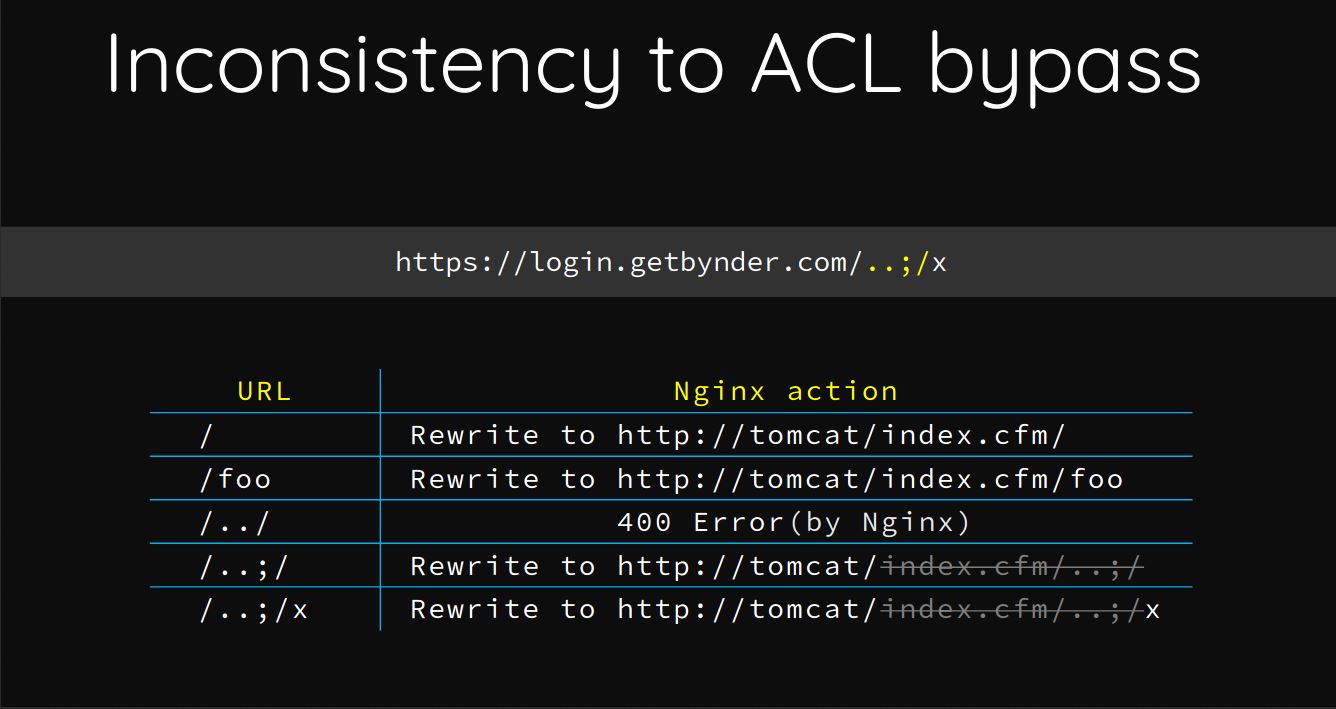 Inconsistency to ACL bypass
https://login.getbynder.com/..;/x
URL Nginx action
/ Rewrite to http://tomcat/index.cfm/
/foo Rewrite to http://tomcat/index.cfm/foo
/../ 400 Error(by Nginx)
/..;/ Rewrite to http://tomcat/index.cfm/..;/
/..;/x Rewrite to http://tomcat/index.cfm/..;/x